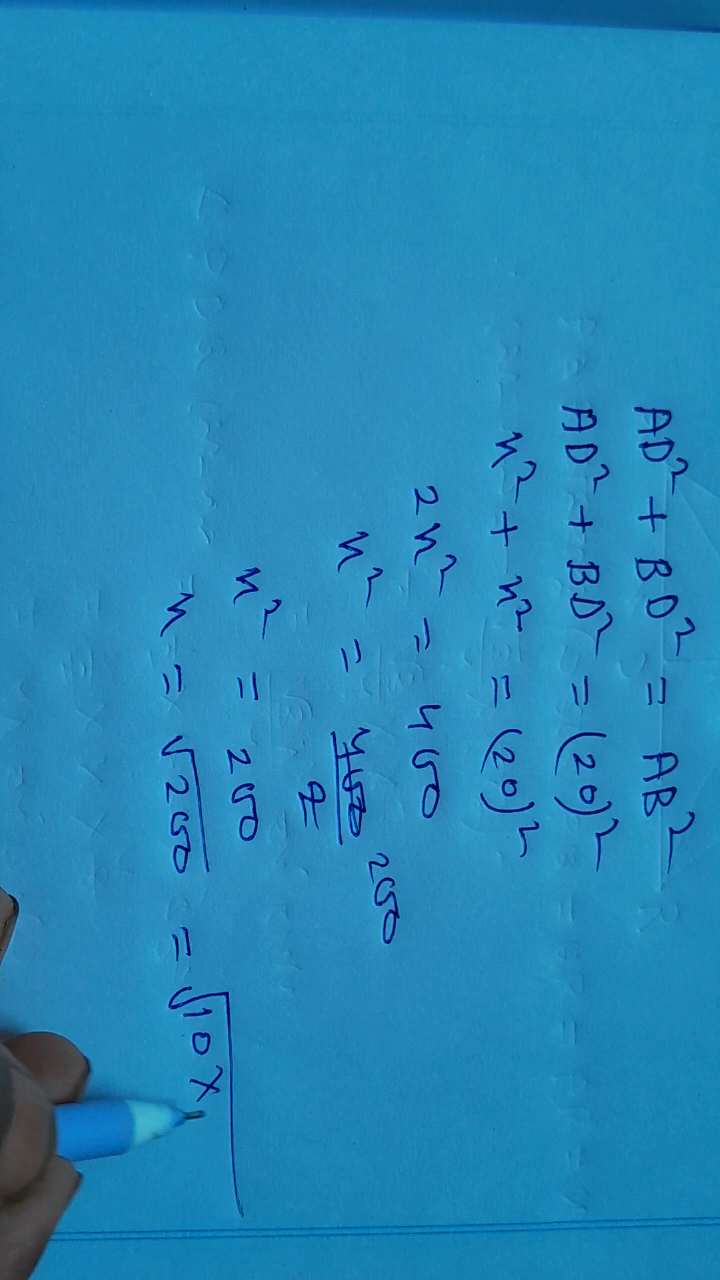 AD² + BD² = AB²
AD² + BD² = (20)²
x² + x² = (20)²
2x² = 400
x² = 400/2 200
x² = 200
x = √200 = √10 ×